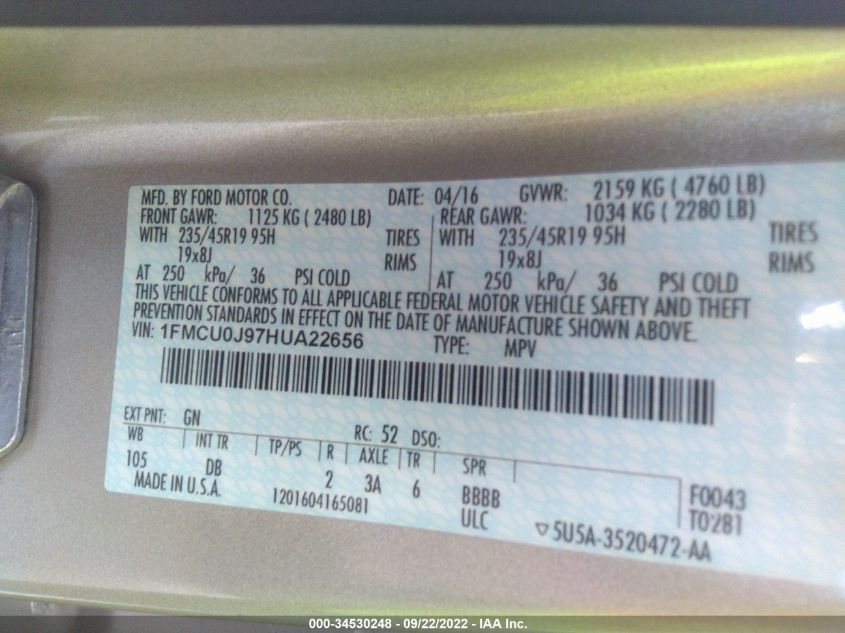 MFD. BY FORD MOTOR CO. DATE: 04/16 GVWR: 2159 KG ( 4760 LB)
FRONT GAWR: 1125 KG ( 2480 LB) REAR GAWR: 1034 KG ( 2280 LB)
WITH 235/45R19 95H TIRES WITH 235/45R19 95H TIRES
19x8J RIMS 19x8J RIMS
AT 250 kPa/ 36 PSI COLD AT 250 kPa/ 36 PSI COLD
THIS VEHICLE CONFORMS TO ALL APPLICABLE FEDERAL MOTOR VEHICLE SAFETY AND THEFT
PREVENTION STANDARDS IN EFFECT ON THE DATE OF MANUFACTURE SHOWN ABOVE.
VIN: 1FMCU0J97HUA22656 TYPE: MPV
EXT PNT: GN RC: 52 DSO:
WB INT TR TP/PS R AXLE TR SPR
105 DB 2 3A 6 BBBB F0043
MADE IN U.S.A. 1201604165081 ULC T0281
5U5A-3520472-AA
000-34530248 - 09/22/2022 - IAA Inc.